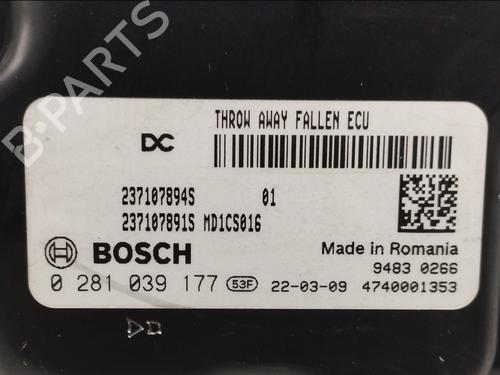 THROW AWAY FALLEN ECU
DC
237107894S 01
237107891S MD1CS016
BOSCH
Made in Romania
9483 0266
0 281 039 177 53F 22-03-09 4740001353
B-PARTS